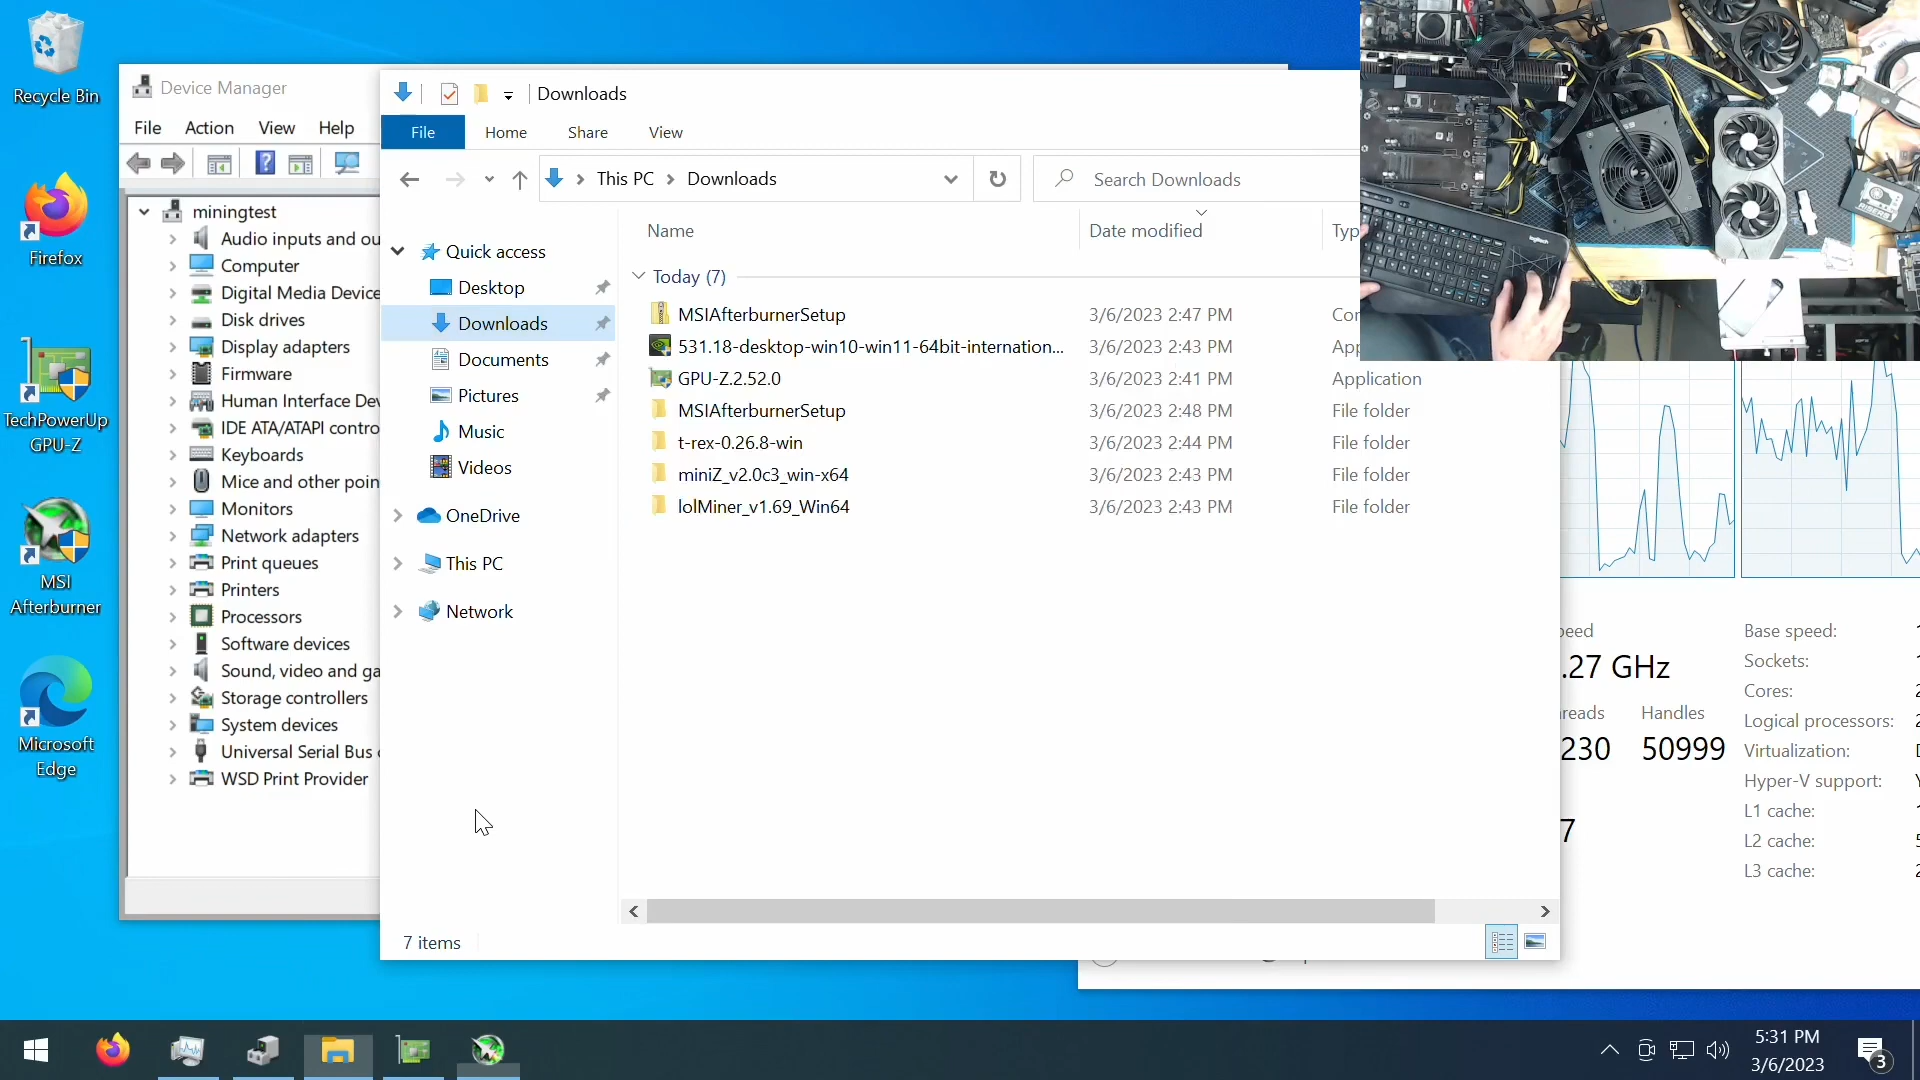 Recycle Bin
Firefox
TechPowerUp
GPU-Z
MSI
Afterburner
Microsoft
Edge
Device Manager
File Action View Help
miningtest
Audio inputs and ou
Computer
Digital Media Device
Disk drives
Display adapters
Firmware
Human Interface Dev
IDE ATA/ATAPI contro
Keyboards
Mice and other poin
Monitors
Network adapters
Print queues
Printers
Processors
Software devices
Sound, video and ga
Storage controllers
System devices
Universal Serial Bus
WSD Print Provider
Downloads
File Home Share View
This PC Downloads
Search Downloads
Quick access
Desktop
Downloads
Documents
Pictures
Music
Videos
OneDrive
This PC
Network
Name Date modified Typ
Today (7)
MSIAfterburnerSetup 3/6/2023 2:47 PM Cor
531.18-desktop-win10-win11-64bit-internation... 3/6/2023 2:43 PM App
GPU-Z.2.52.0 3/6/2023 2:41 PM Application
MSIAfterburnerSetup 3/6/2023 2:48 PM File folder
t-rex-0.26.8-win 3/6/2023 2:44 PM File folder
miniZ_v2.0c3_win-x64 3/6/2023 2:43 PM File folder
lolMiner_v1.69_Win64 3/6/2023 2:43 PM File folder
7 items
logitech
RISERS
eed
.27 GHz
reads Handles
230 50999
7
Base speed:
Sockets:
Cores:
Logical processors:
Virtualization:
Hyper-V support:
L1 cache:
L2 cache:
L3 cache:
5:31 PM
3/6/2023
3